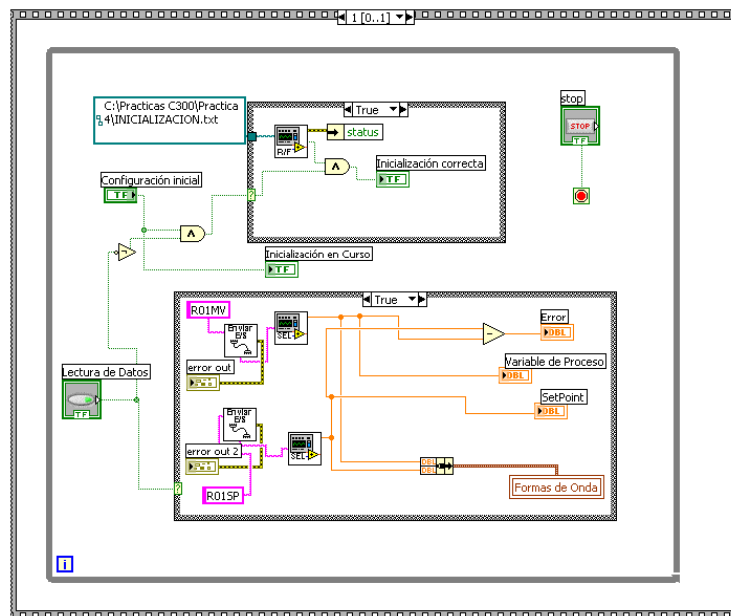 1 [0..1]
C:\Practicas C300\Practica
4\INICIALIZACION.txt
True
stop
STOP
TF
status
R/F
Inicialización correcta
TF
Configuración inicial
TF
Inicialización en Curso
TF
True
R01MV
Enviar
E/S
SEL
Error
DBL
error out
Variable de Proceso
DBL
Lectura de Datos
TF
SetPoint
DBL
Enviar
E/S
error out 2
SEL
DBL
DBL
R01SP
Formas de Onda
i